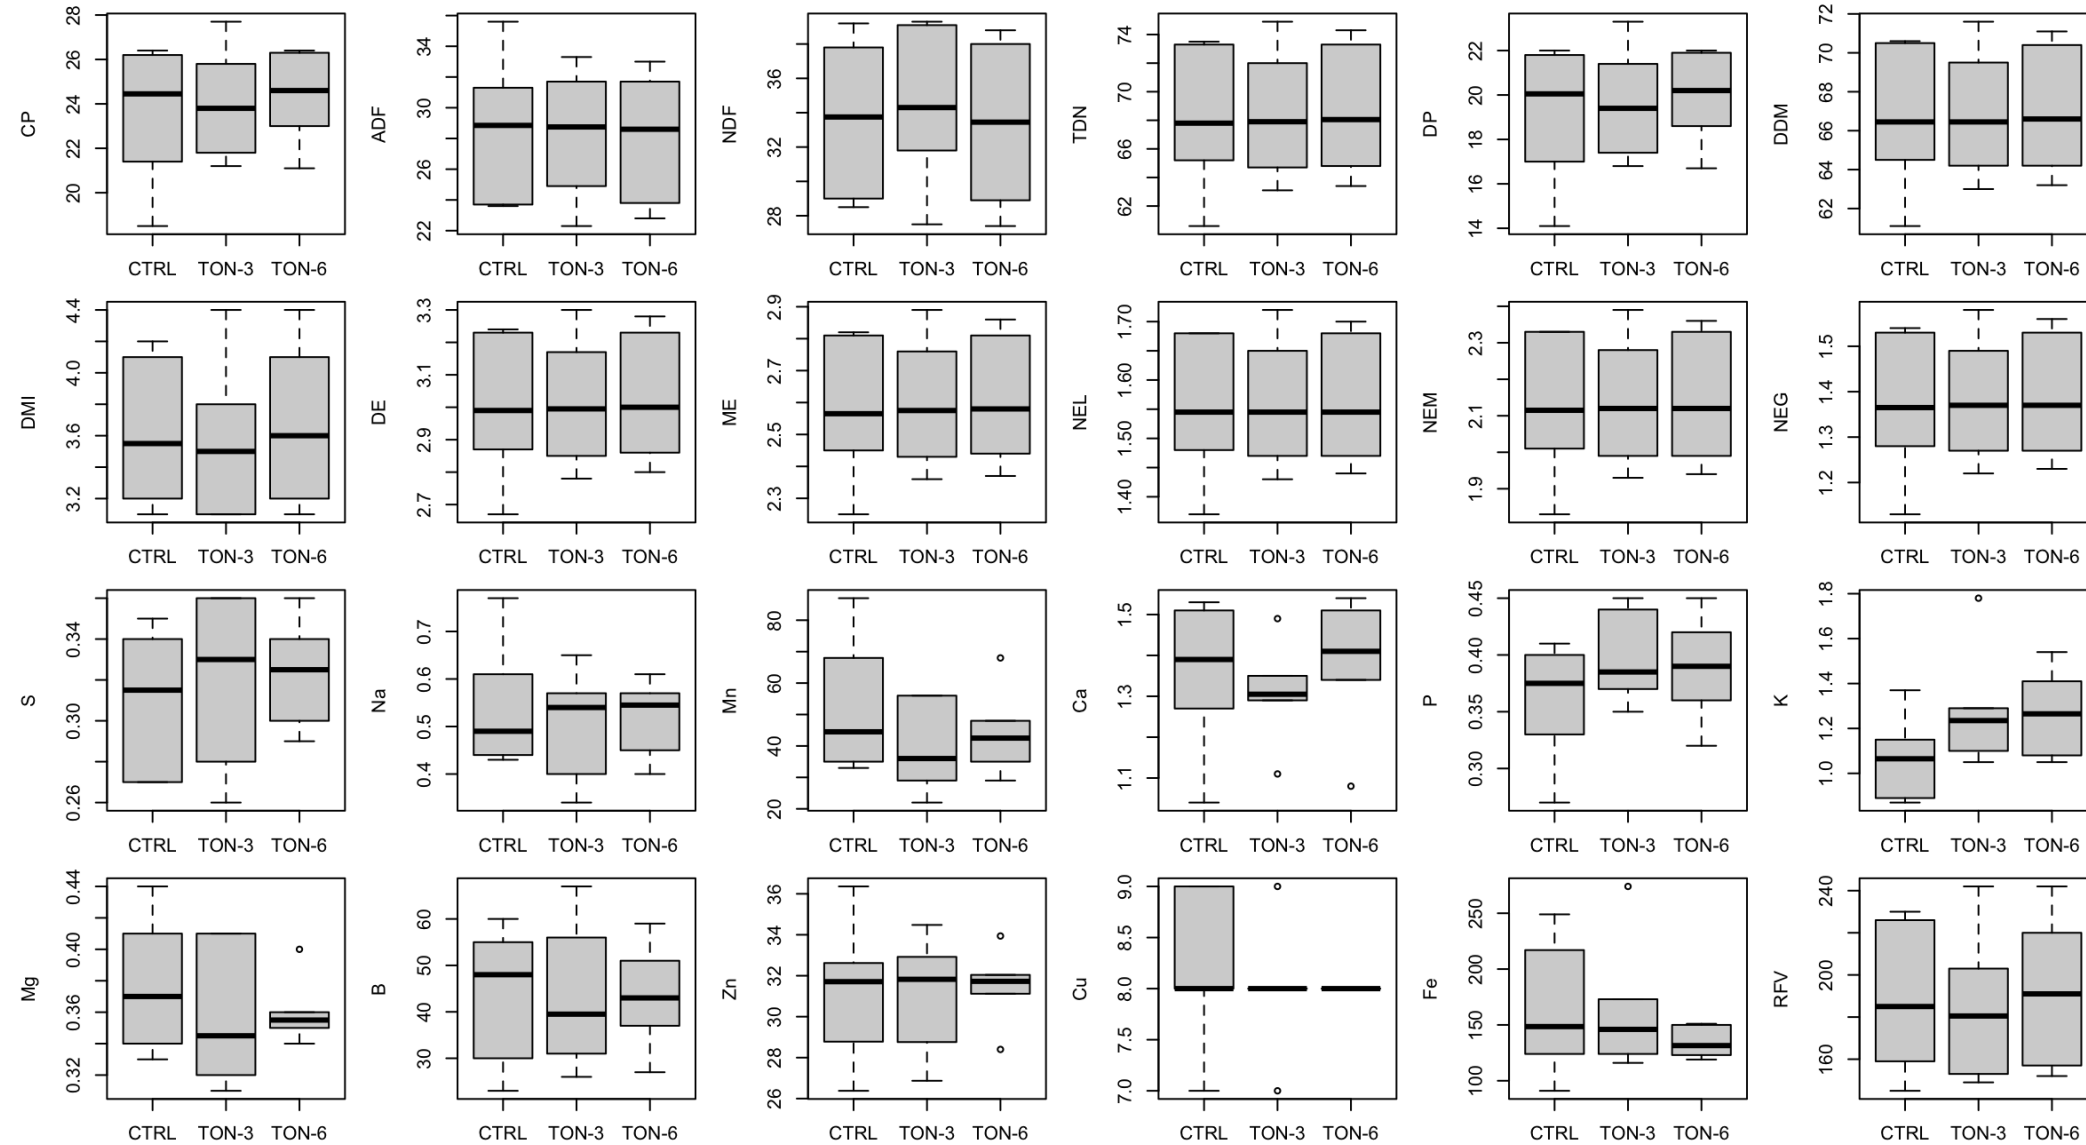 CP 20 22 24 26 28 CTRL TON-3 TON-6
ADF 22 26 30 34 CTRL TON-3 TON-6
NDF 28 32 36 CTRL TON-3 TON-6
TDN 62 66 70 74 CTRL TON-3 TON-6
DP 14 16 18 20 22 CTRL TON-3 TON-6
DDM 62 64 66 68 70 72 CTRL TON-3 TON-6
DMI 3.2 3.6 4.0 4.4 CTRL TON-3 TON-6
DE 2.7 2.9 3.1 3.3 CTRL TON-3 TON-6
ME 2.3 2.5 2.7 2.9 CTRL TON-3 TON-6
NEL 1.40 1.50 1.60 1.70 CTRL TON-3 TON-6
NEM 1.9 2.1 2.3 CTRL TON-3 TON-6
NEG 1.2 1.3 1.4 1.5 CTRL TON-3 TON-6
S 0.26 0.30 0.34 CTRL TON-3 TON-6
Na 0.4 0.5 0.6 0.7 CTRL TON-3 TON-6
Mn 20 40 60 80 CTRL TON-3 TON-6
Ca 1.1 1.3 1.5 CTRL TON-3 TON-6
P 0.30 0.35 0.40 0.45 CTRL TON-3 TON-6
K 1.0 1.2 1.4 1.6 1.8 CTRL TON-3 TON-6
Mg 0.32 0.36 0.40 0.44 CTRL TON-3 TON-6
B 30 40 50 60 CTRL TON-3 TON-6
Zn 26 28 30 32 34 36 CTRL TON-3 TON-6
Cu 7.0 7.5 8.0 8.5 9.0 CTRL TON-3 TON-6
Fe 100 150 200 250 CTRL TON-3 TON-6
RFV 160 200 240 CTRL TON-3 TON-6